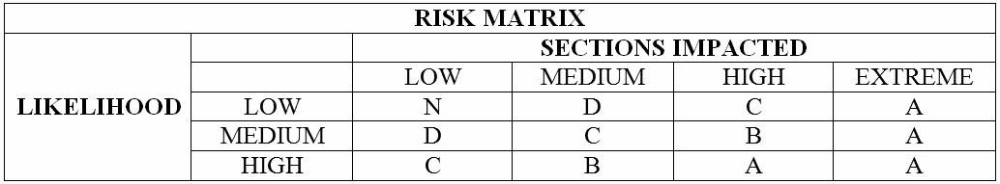 RISK MATRIX
SECTIONS IMPACTED
LOW MEDIUM HIGH EXTREME
LIKELIHOOD LOW N D C A
MEDIUM D C B A
HIGH C B A A